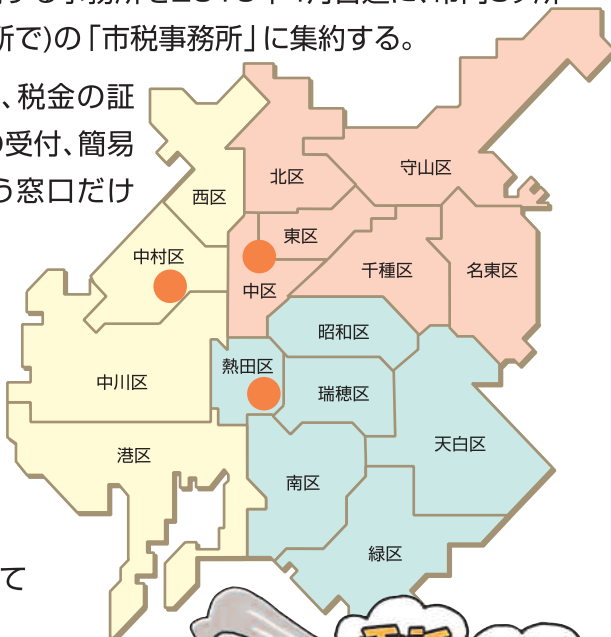 所で)の「市税事務所」に集約する。
、税金の証
の受付、簡易
う窓口だけ
北区
守山区
西区
東区
中村区
千種区
名東区
中区
昭和区
熱田区
中川区
瑞穂区
天白区
港区
南区
緑区
て